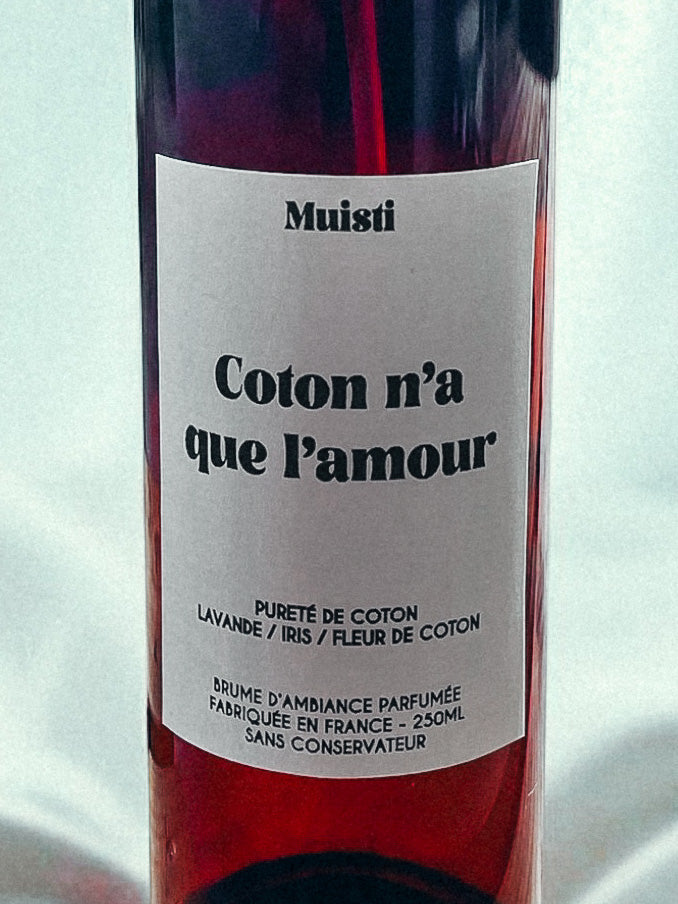 Muisti
Coton n'a
que l'amour
PURETÉ DE COTON
LAVANDE / IRIS / FLEUR DE COTON
BRUME D'AMBIANCE PARFUMÉE
FABRIQUÉE EN FRANCE - 250ML
SANS CONSERVATEUR